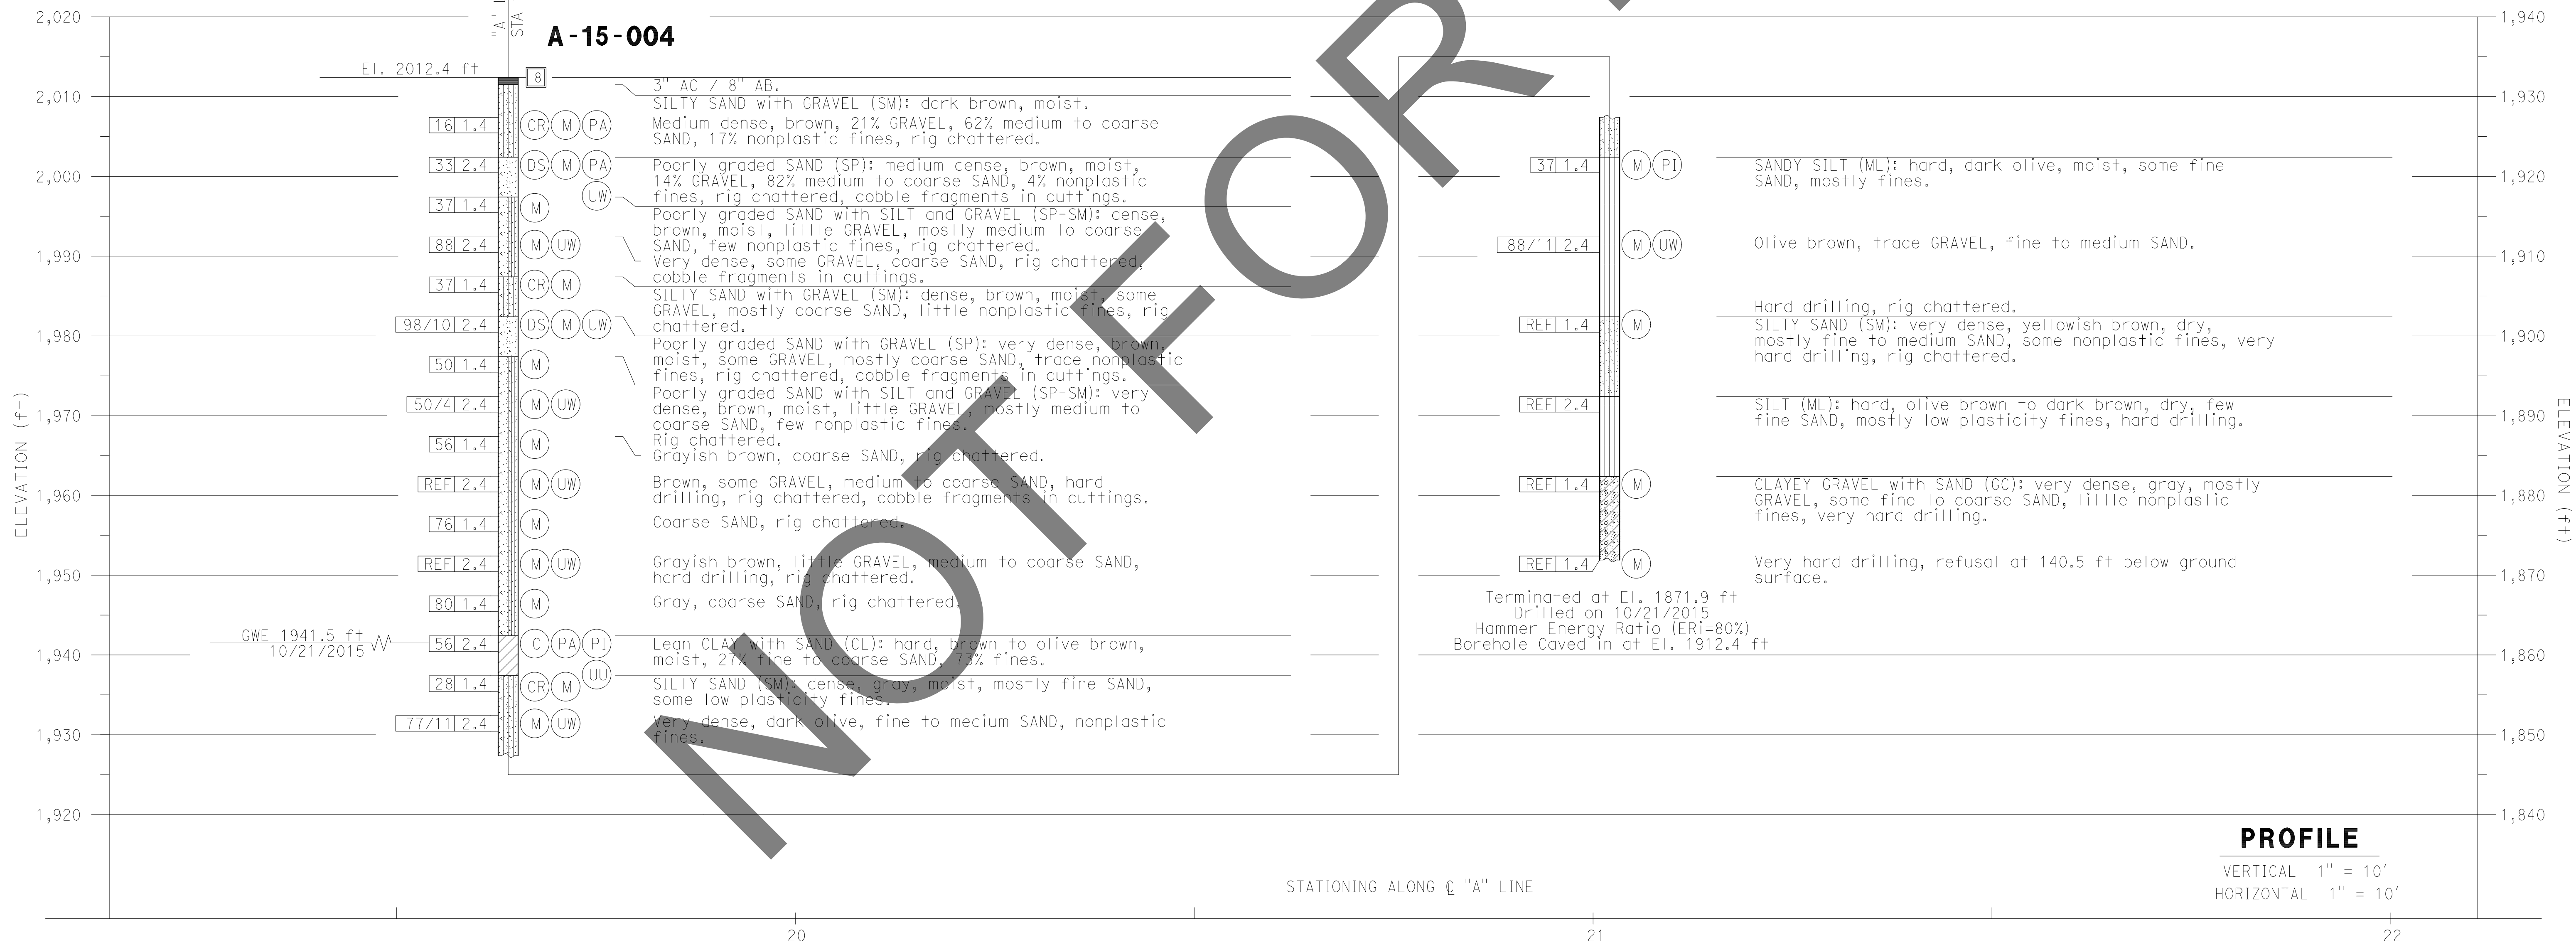 2,020
2,010
2,000
1,990
1,980
1,970
1,960
1,950
1,940
1,930
1,920
ELEVATION (ft)
"A"
STA
A-15-004
El. 2012.4 ft
8
3" AC / 8" AB.
SILTY SAND with GRAVEL (SM): dark brown, moist.
16 1.4 CR M PA
Medium dense, brown, 21% GRAVEL, 62% medium to coarse
SAND, 17% nonplastic fines, rig chattered.
33 2.4 DS M PA
UW
Poorly graded SAND (SP): medium dense, brown, moist,
14% GRAVEL, 82% medium to coarse SAND, 4% nonplastic
fines, rig chattered, cobble fragments in cuttings.
37 1.4 M
Poorly graded SAND with SILT and GRAVEL (SP-SM): dense,
brown, moist, little GRAVEL, mostly medium to coarse
SAND, few nonplastic fines, rig chattered.
88 2.4 M UW
Very dense, some GRAVEL, coarse SAND, rig chattered,
cobble fragments in cuttings.
37 1.4 CR M
SILTY SAND with GRAVEL (SM): dense, brown, moist, some
GRAVEL, mostly coarse SAND, little nonplastic fines, rig
chattered.
98/10 2.4 DS M UW
Poorly graded SAND with GRAVEL (SP): very dense, brown,
moist, some GRAVEL, mostly coarse SAND, trace nonplastic
fines, rig chattered, cobble fragments in cuttings.
50 1.4 M
Poorly graded SAND with SILT and GRAVEL (SP-SM): very
dense, brown, moist, little GRAVEL, mostly medium to
coarse SAND, few nonplastic fines.
50/4 2.4 M UW
Rig chattered.
56 1.4 M
Grayish brown, coarse SAND, rig chattered.
REF 2.4 M UW
Brown, some GRAVEL, medium to coarse SAND, hard
drilling, rig chattered, cobble fragments in cuttings.
76 1.4 M
Coarse SAND, rig chattered.
REF 2.4 M UW
Grayish brown, little GRAVEL, medium to coarse SAND,
hard drilling, rig chattered.
80 1.4 M
Gray, coarse SAND, rig chattered.
GWE 1941.5 ft
10/21/2015
56 2.4 C PA PI
UU
Lean CLAY with SAND (CL): hard, brown to olive brown,
moist, 27% fine to coarse SAND, 73% fines.
28 1.4 CR M
SILTY SAND (SM): dense, gray, moist, mostly fine SAND,
some low plasticity fines.
77/11 2.4 M UW
Very dense, dark olive, fine to medium SAND, nonplastic
fines.
37 1.4 M PI
SANDY SILT (ML): hard, dark olive, moist, some fine
SAND, mostly fines.
88/11 2.4 M UW
Olive brown, trace GRAVEL, fine to medium SAND.
Hard drilling, rig chattered.
REF 1.4 M
SILTY SAND (SM): very dense, yellowish brown, dry,
mostly fine to medium SAND, some nonplastic fines, very
hard drilling, rig chattered.
REF 2.4
SILT (ML): hard, olive brown to dark brown, dry, few
fine SAND, mostly low plasticity fines, hard drilling.
REF 1.4 M
CLAYEY GRAVEL with SAND (GC): very dense, gray, mostly
GRAVEL, some fine to coarse SAND, little nonplastic
fines, very hard drilling.
REF 1.4 M
Very hard drilling, refusal at 140.5 ft below ground
surface.
Terminated at El. 1871.9 ft
Drilled on 10/21/2015
Hammer Energy Ratio (ERi=80%)
Borehole Caved in at El. 1912.4 ft
1,940
1,930
1,920
1,910
1,900
1,890
1,880
1,870
1,860
1,850
1,840
ELEVATION (ft)
NOT FOR
PROFILE
VERTICAL 1" = 10'
HORIZONTAL 1" = 10'
STATIONING ALONG ℄ "A" LINE
20
21
22